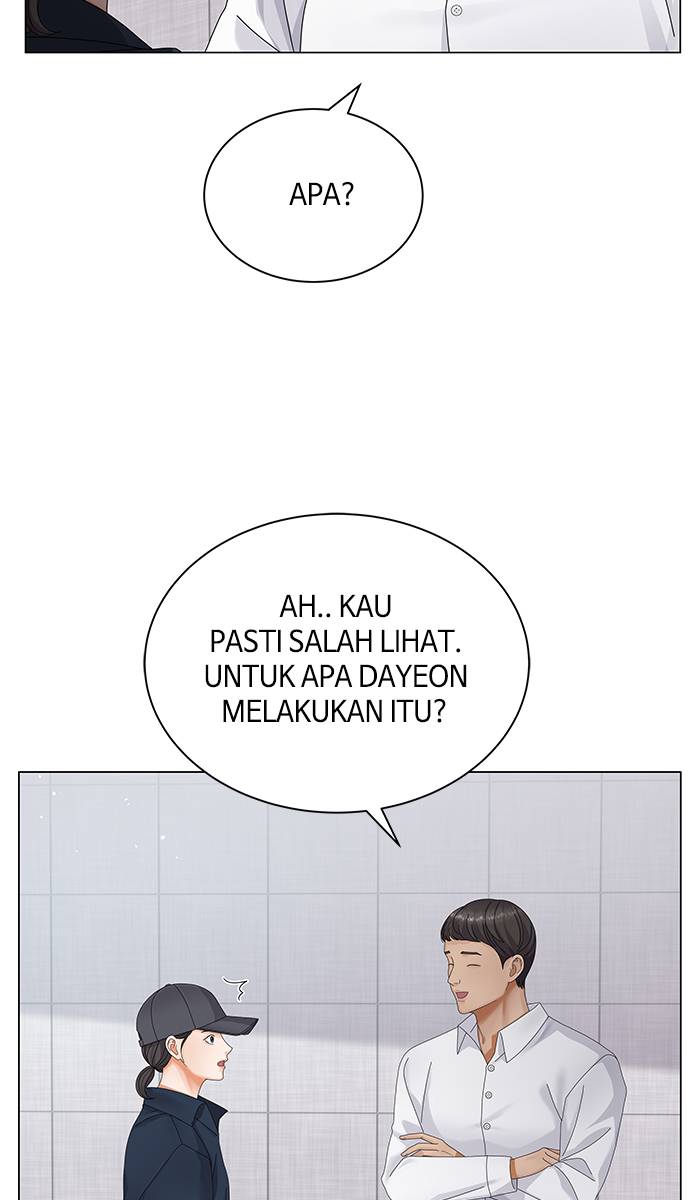 APA?
AH.. KAU
PASTI SALAH LIHAT.
UNTUK APA DAYEON
MELAKUKAN ITU?